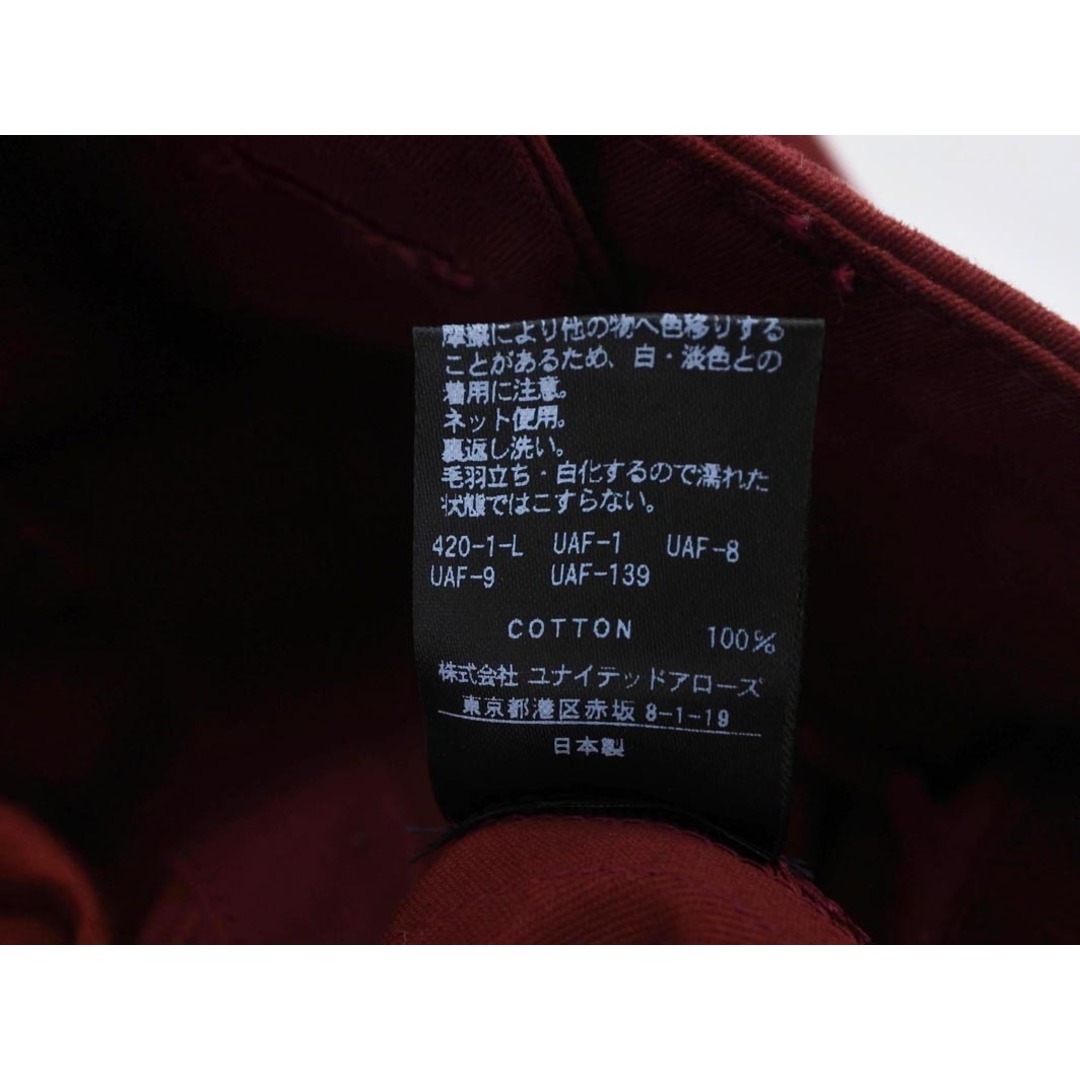 摩擦により他の物へ色移りする
ことがあるため、白・淡色との
着用に注意。
ネット使用。
裏返し洗い。
毛羽立ち・白化するので濡れた
状態ではこすらない。
420-1-L UAF-1 UAF-8
UAF-9 UAF-139
COTTON 100%
株式会社 ユナイテッドアローズ
東京都港区赤坂 8-1-19
日本製